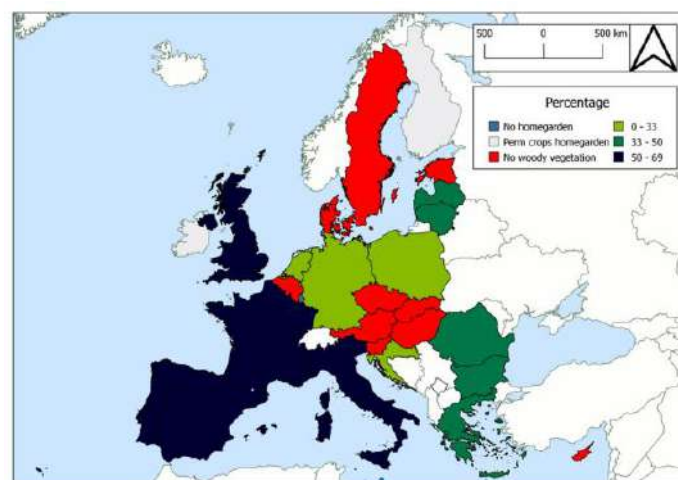 500 0 500 km
Percentage
No homegarden
Perm crops homegarden
No woody vegetation
0 - 33
33 - 50
50 - 69